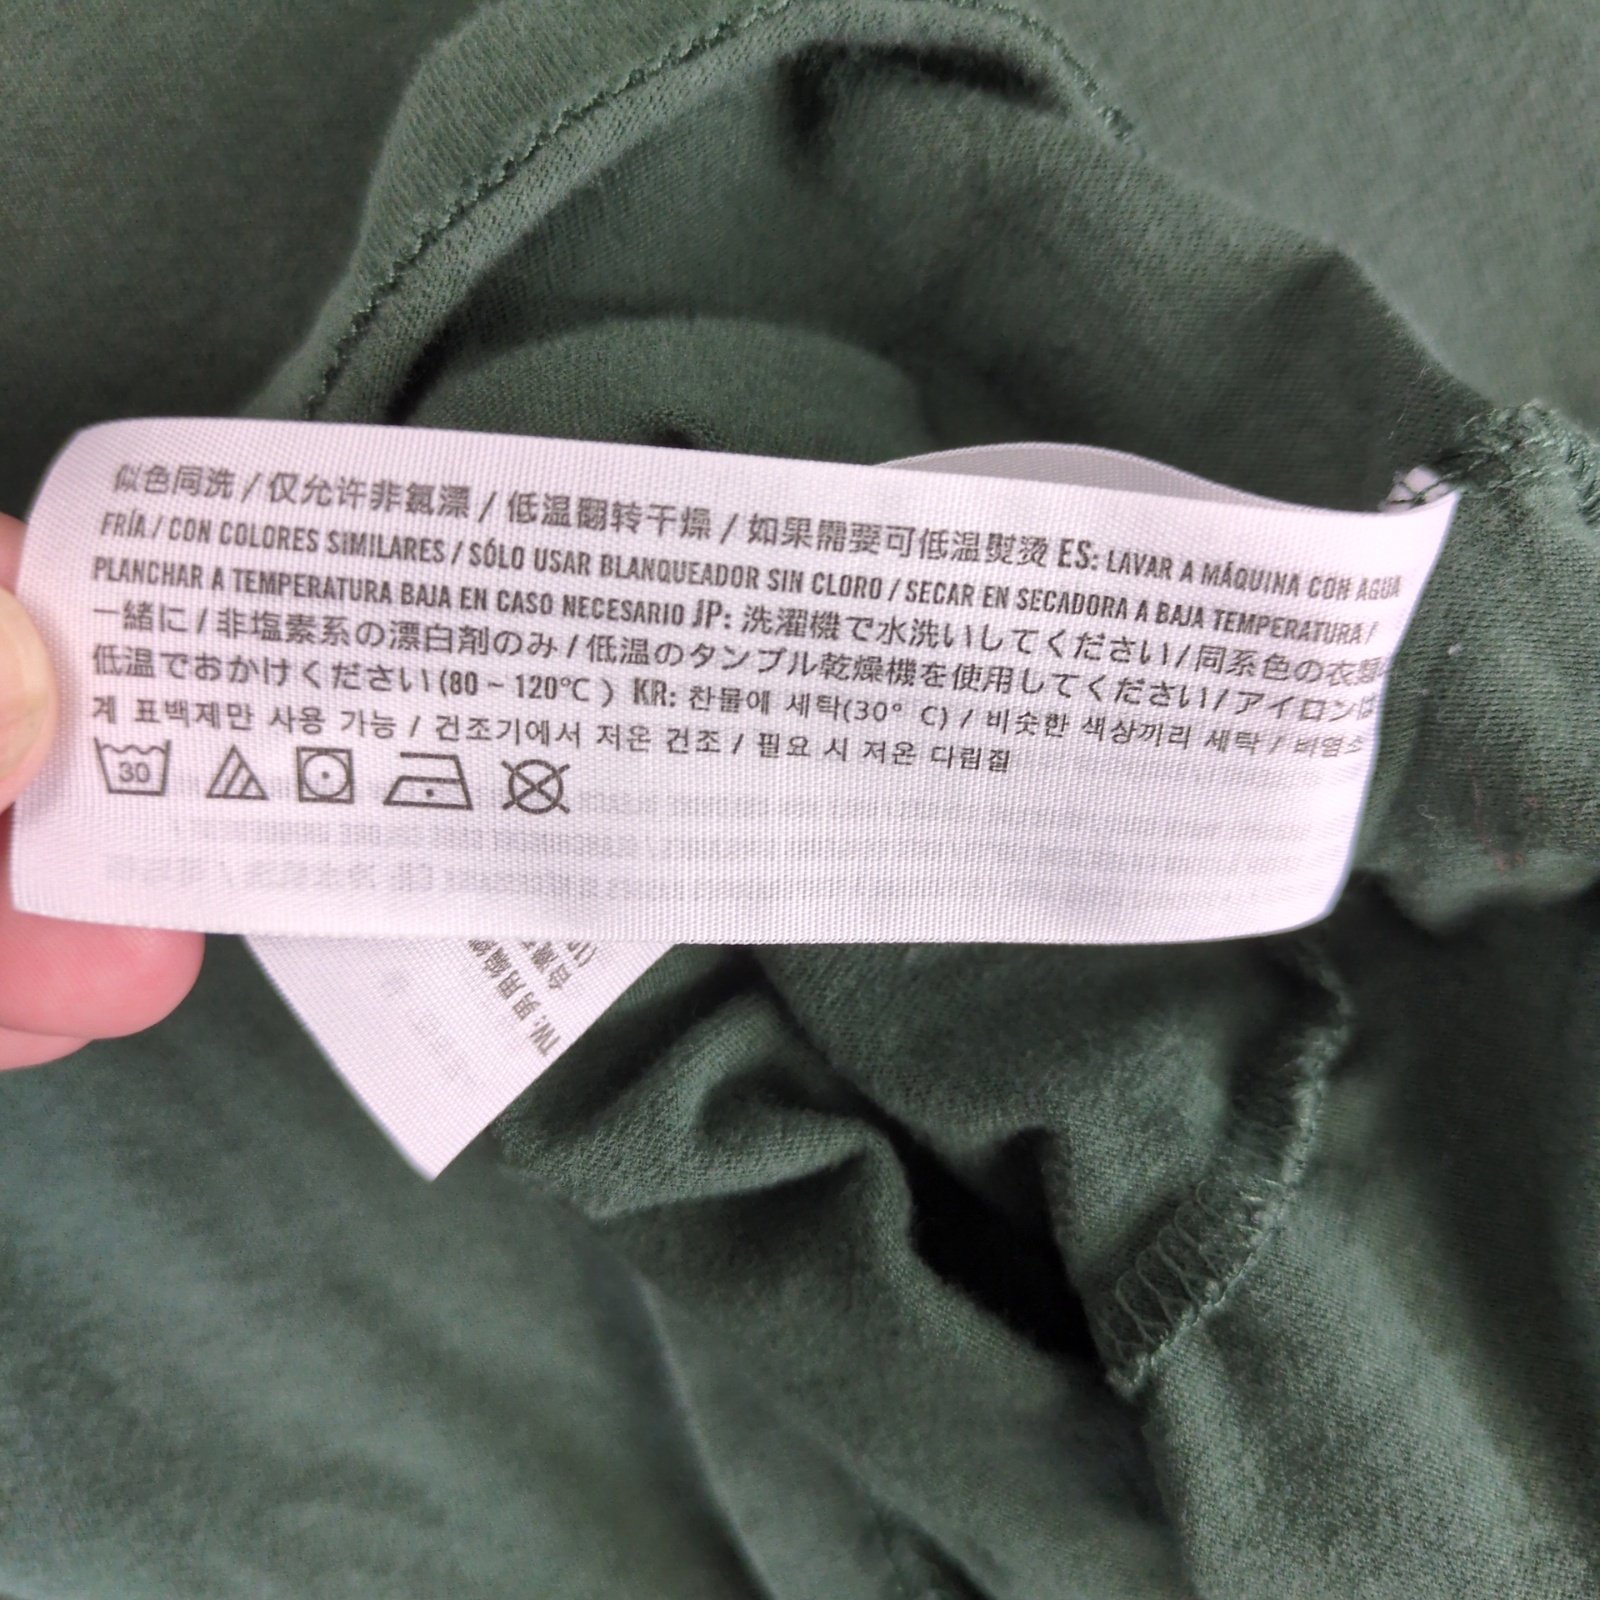 似色同洗 / 仅允许非氯漂 / 低温翻转干燥 / 如果需要可低温熨烫 ES: LAVAR A MÁQUINA CON AGUA
FRÍA / CON COLORES SIMILARES / SÓLO USAR BLANQUEADOR SIN CLORO / SECAR EN SECADORA A BAJA TEMPERATURA /
PLANCHAR A TEMPERATURA BAJA EN CASO NECESARIO JP: 洗濯機で水洗いしてください / 同系色の衣類
一緒に / 非塩素系の漂白剤のみ / 低温のタンブル乾燥機を使用してください / アイロンは
低温でおかけください (80 ~ 120℃ ) KR: 찬물에 세탁(30° C) / 비슷한 색상끼리 세탁 / 비염소
계 표백제만 사용 가능 / 건조기에서 저온 건조 / 필요 시 저온 다림질
30
TW: 男用
台灣